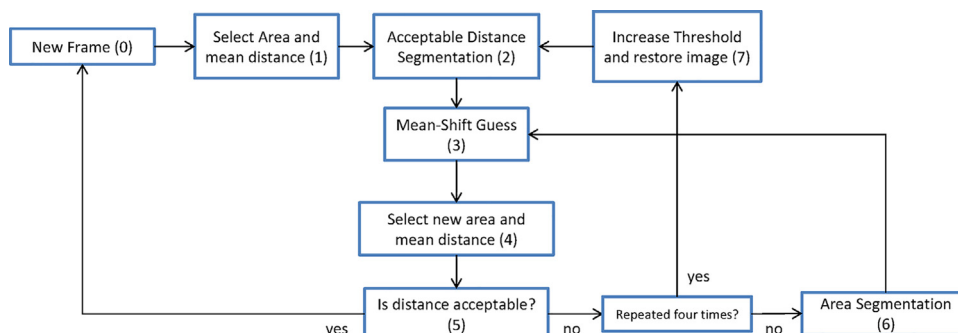 New Frame (0)
Select Area and
mean distance (1)
Acceptable Distance
Segmentation (2)
Increase Threshold
and restore image (7)
Mean-Shift Guess
(3)
Select new area and
mean distance (4)
yes
Is distance acceptable?
(5)
no
Repeated four times?
yes
no
Area Segmentation
(6)